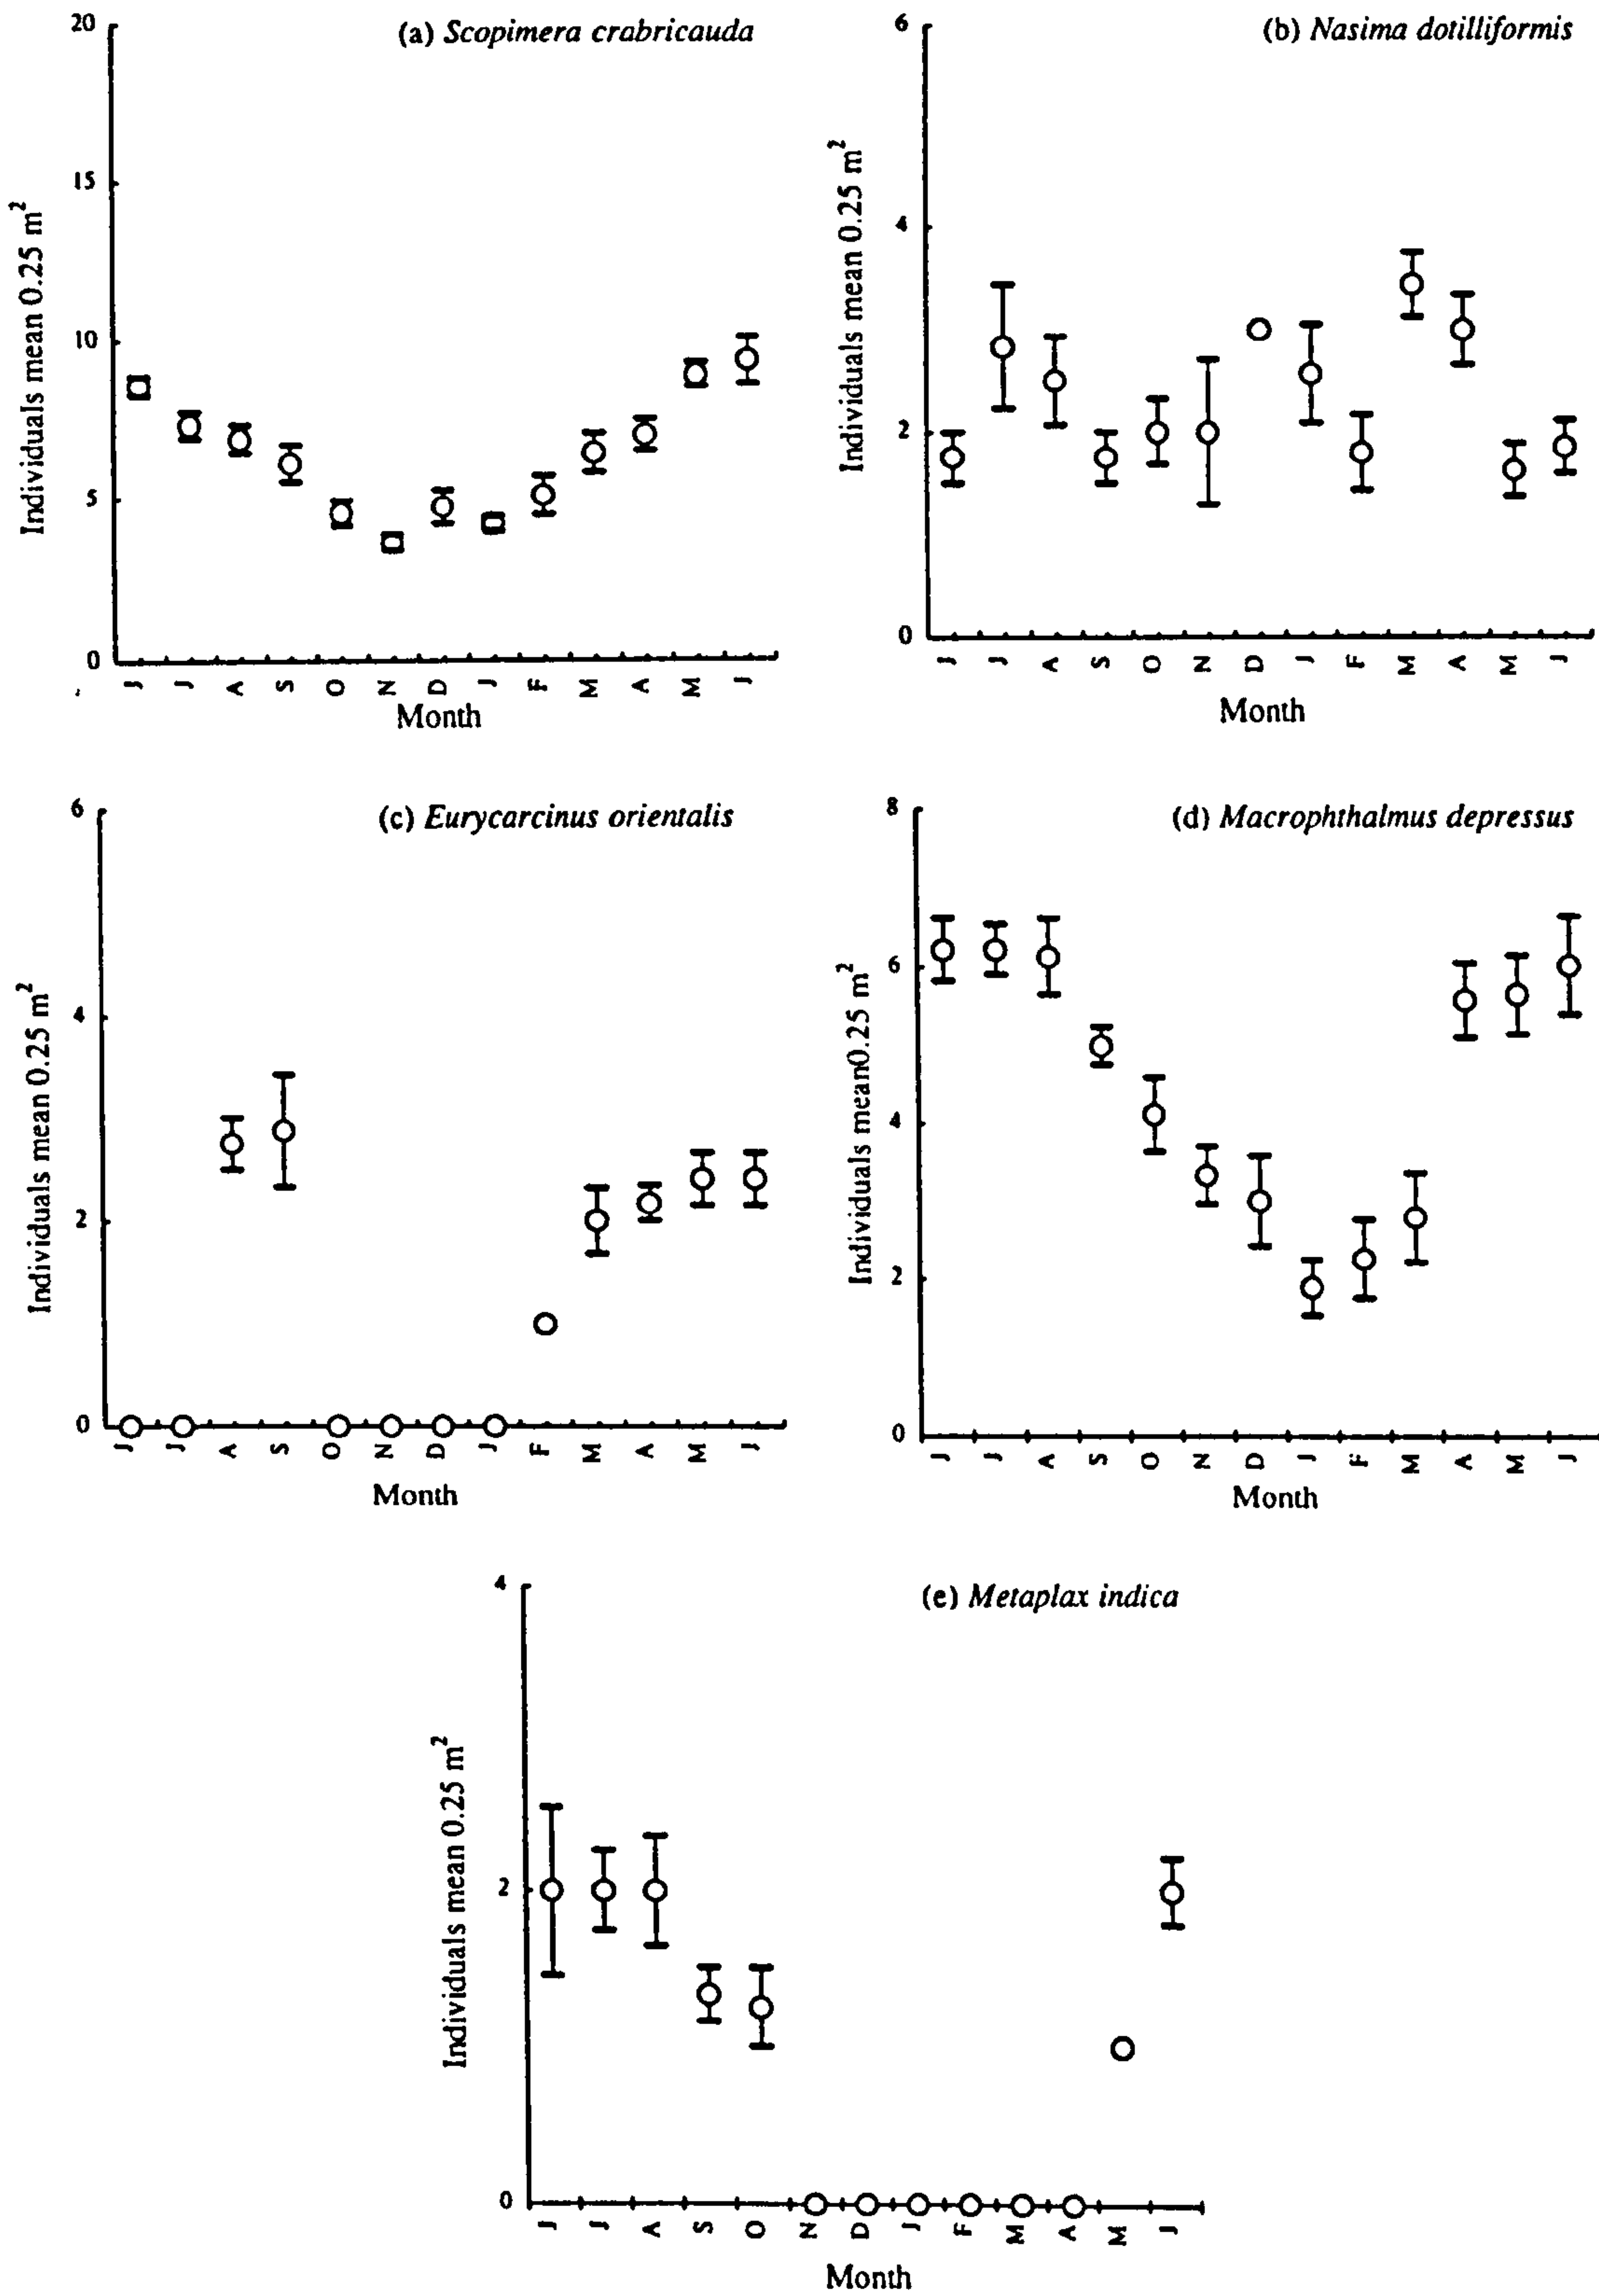 (a) Scopimera crabricauda
Individuals mean 0.25 m²
20
15
10
5
0
J J A S O N D J F M A M J
Month
(b) Nasima dotilliformis
Individuals mean 0.25 m²
6
4
2
0
J J A S O N D J F M A M J
Month
(c) Eurycarcinus orientalis
Individuals mean 0.25 m²
6
4
2
0
J J A S O N D J F M A M J
Month
(d) Macrophthalmus depressus
Individuals mean0.25 m²
8
6
4
2
0
J J A S O N D J F M A M J
Month
(e) Metaplax indica
Individuals mean 0.25 m²
4
2
0
J J A S O N D J F M A M J
Month